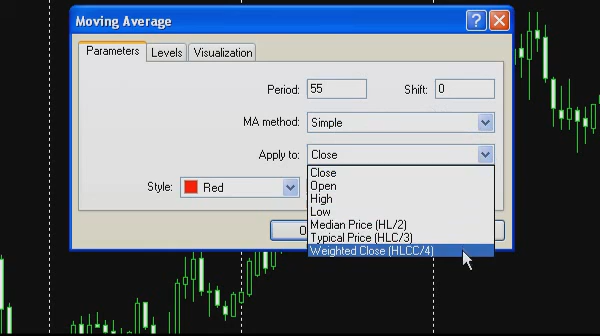 Moving Average
Parameters Levels Visualization
Period: 55 Shift: 0
MA method: Simple
Apply to: Close
Style: Red
Close
Open
High
Low
Median Price (HL/2)
Typical Price (HLC/3)
Weighted Close (HLCC/4)